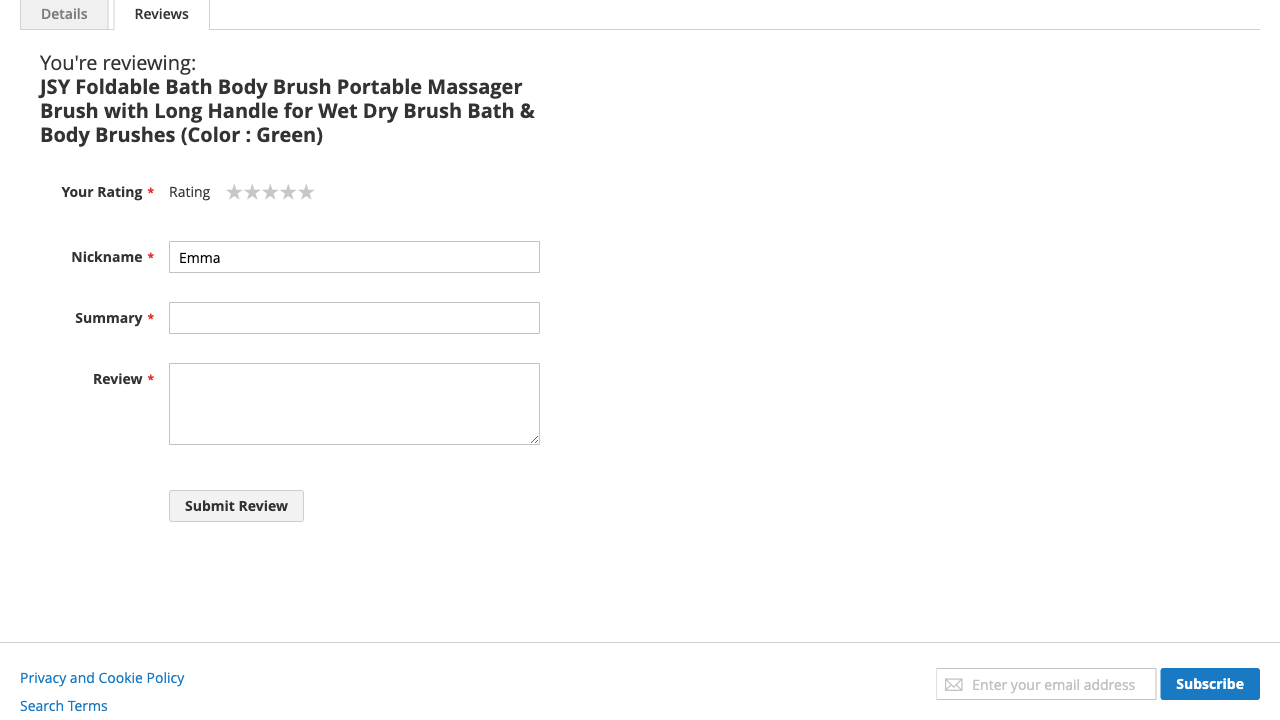 Details
Reviews
You're reviewing:
JSY Foldable Bath Body Brush Portable Massager
Brush with Long Handle for Wet Dry Brush Bath &
Body Brushes (Color : Green)
Your Rating *
Rating
Nickname *
Emma
Summary *
Review *
Submit Review
Privacy and Cookie Policy
Search Terms
Enter your email address
Subscribe